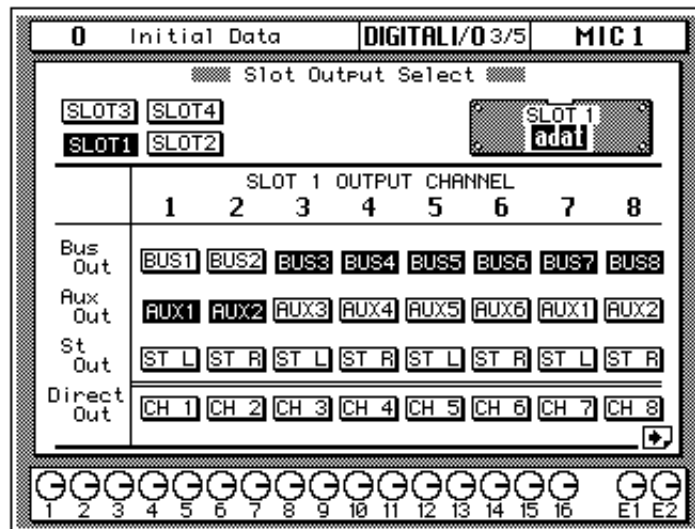 0 Initial Data DIGITAL I/O 3/5 MIC 1
Slot Output Select
SLOT3 SLOT4
SLOT1 SLOT2
SLOT 1
adat
SLOT 1 OUTPUT CHANNEL
1 2 3 4 5 6 7 8
Bus Out BUS1 BUS2 BUS3 BUS4 BUS5 BUS6 BUS7 BUS8
Aux Out AUX1 AUX2 AUX3 AUX4 AUX5 AUX6 AUX1 AUX2
St Out ST L ST R ST L ST R ST L ST R ST L ST R
Direct Out CH 1 CH 2 CH 3 CH 4 CH 5 CH 6 CH 7 CH 8
1 2 3 4 5 6 7 8 9 10 11 12 13 14 15 16 E1 E2